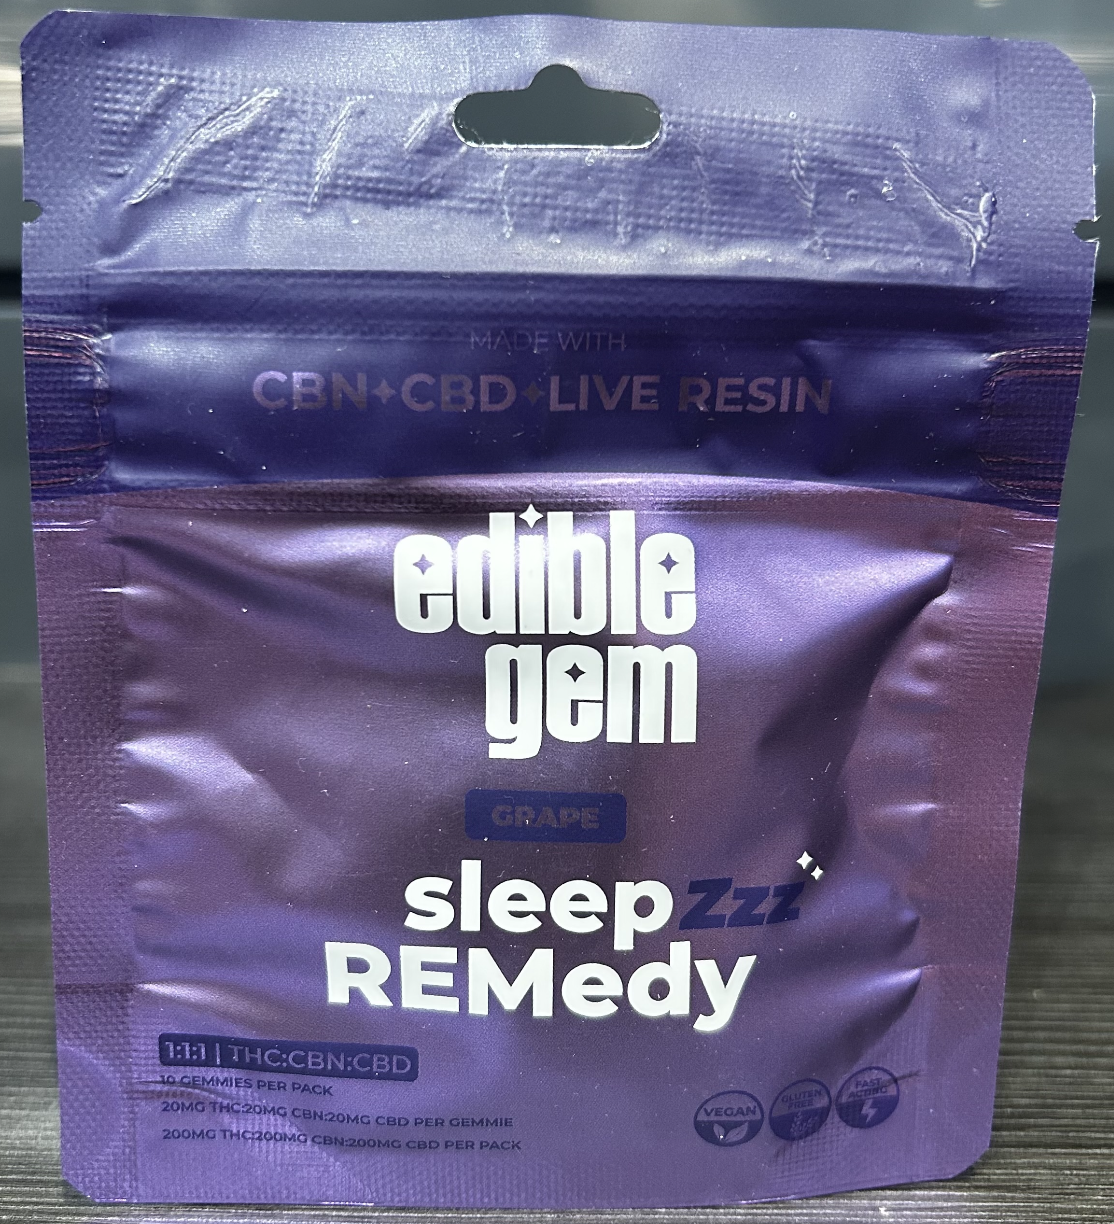 MADE WITH
CBN✦CBD✦LIVE RESIN
edible
gem
GRAPE
sleep Zzz
REMedy
1:1:1 | THC:CBN:CBD
10 GEMMIES PER PACK
20MG THC:20MG CBN:20MG CBD PER GEMMIE
200MG THC:200MG CBN:200MG CBD PER PACK
VEGAN
GLUTEN
FREE
FAST
ACTING